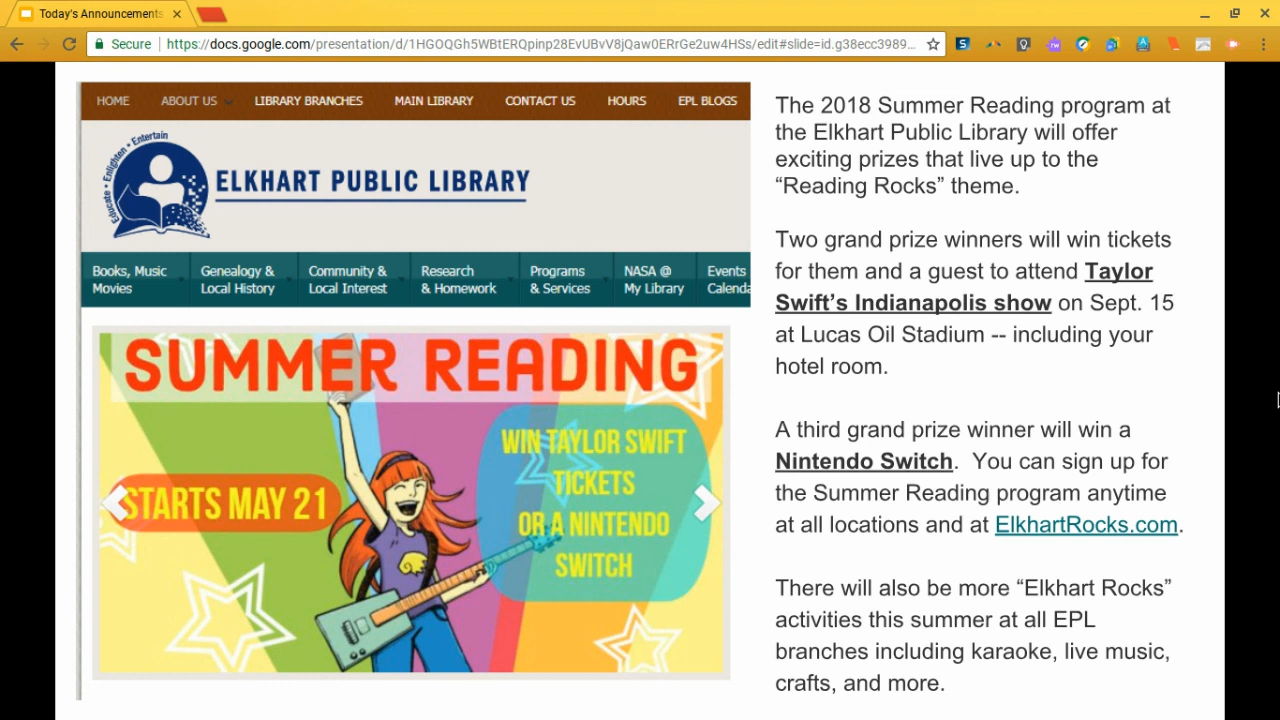 Today's Announcements
Secure
https://docs.google.com/presentation/d/1HGOQGh5WBtERQpinp28EvUBvV8jQaw0ERrGe2uw4HSs/edit#slide=id.g38ecc3989...
HOME ABOUT US LIBRARY BRANCHES MAIN LIBRARY CONTACT US HOURS EPL BLOGS
Educate • Enlighten • Entertain
ELKHART PUBLIC LIBRARY
Books, Music Genealogy & Community & Research Programs NASA @ Events
Movies Local History Local Interest & Homework & Services My Library Calenda
SUMMER READING
STARTS MAY 21
WIN TAYLOR SWIFT
TICKETS
OR A NINTENDO
SWITCH
The 2018 Summer Reading program at
the Elkhart Public Library will offer
exciting prizes that live up to the
“Reading Rocks” theme.
Two grand prize winners will win tickets
for them and a guest to attend Taylor
Swift’s Indianapolis show on Sept. 15
at Lucas Oil Stadium -- including your
hotel room.
A third grand prize winner will win a
Nintendo Switch.  You can sign up for
the Summer Reading program anytime
at all locations and at ElkhartRocks.com.
There will also be more “Elkhart Rocks”
activities this summer at all EPL
branches including karaoke, live music,
crafts, and more.